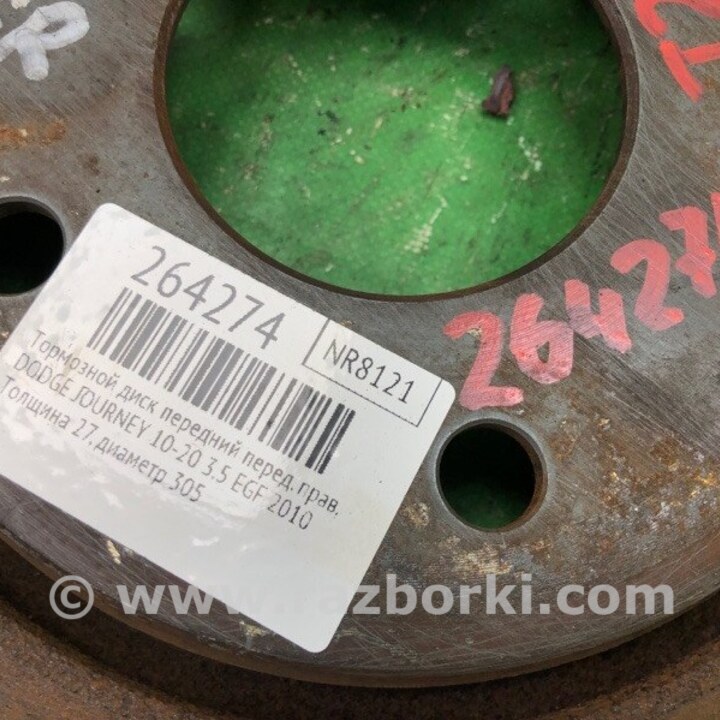 264274
NR8121
Тормозной диск передний перед. прав.
DODGE JOURNEY 10-20 3.5 EGF 2010
Толщина 27, диаметр 305
264274
© www.razborki.com